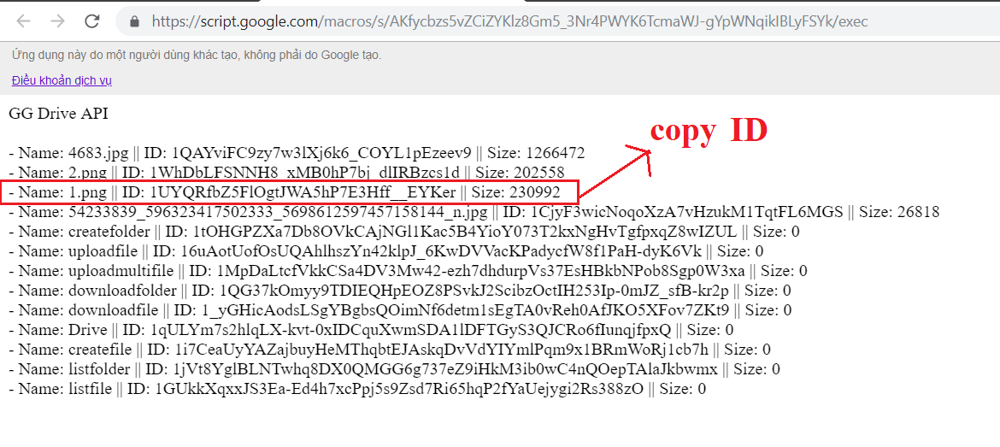 https://script.google.com/macros/s/AKfycbzs5vZCiZYKlz8Gm5_3Nr4PWYK6TcmaWJ-gYpWNqikIBLyFSYk/exec
Ứng dụng này do một người dùng khác tạo, không phải do Google tạo.
Điều khoản dịch vụ
GG Drive API
copy ID
- Name: 4683.jpg || ID: 1QAYviFC9zy7w3lXj6k6_COYL1pEzeev9 || Size: 1266472
- Name: 2.png || ID: 1WhDbLFSNNH8_xMB0hP7bj_dlIRBzcs1d || Size: 202558
- Name: 1.png || ID: 1UYQRfbZ5FlOgtJWA5hP7E3Hff__EYKer || Size: 230992
- Name: 54233839_596323417502333_5698612597457158144_n.jpg || ID: 1CjyF3wicNoqoXzA7vHzukM1TqtFL6MGS || Size: 26818
- Name: createfolder || ID: 1tOHGPZXa7Db8OVkCAjNGl1Kac5B4YioY073T2kxNgHvTgfpxqZ8wIZUL || Size: 0
- Name: uploadfile || ID: 16uAotUofOsUQAhlhszYn42klpJ_6KwDVVacKPadycfW8f1PaH-dyK6Vk || Size: 0
- Name: uploadmultifile || ID: 1MpDaLtcfVkkCSa4DV3Mw42-ezh7dhdurpVs37EsHBkbNPob8Sgp0W3xa || Size: 0
- Name: downloadfolder || ID: 1QG37kOmyy9TDIEQHpEOZ8PSvkJ2ScibzOctIH253Ip-0mJZ_sfB-kr2p || Size: 0
- Name: downloadfile || ID: 1_yGHicAodsLSgYBgbsQOimNf6detm1sEgTA0vReh0AfJKO5XFov7ZKt9 || Size: 0
- Name: Drive || ID: 1qULYm7s2hlqLX-kvt-0xIDCquXwmSDA1lDFTGyS3QJCRo6fIunqjfpxQ || Size: 0
- Name: createfile || ID: 1i7CeaUyYAZajbuyHeMThqbtEJAskqDvVdYIYmlPqm9x1BRmWoRj1cb7h || Size: 0
- Name: listfolder || ID: 1jVt8YglBLNTwhq8DX0QMGG6g737eZ9iHkM3ib0wC4nQOepTAlaJkbwmx || Size: 0
- Name: listfile || ID: 1GUkkXqxxJS3Ea-Ed4h7xcPpj5s9Zsd7Ri65hqP2fYaUejygi2Rs388zO || Size: 0